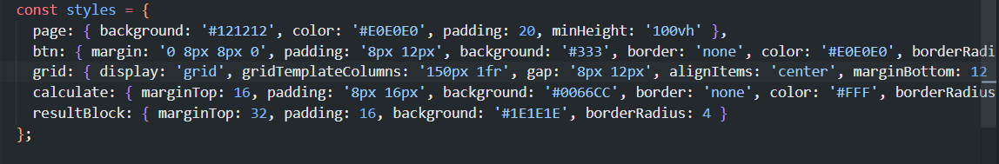 const styles = {
page: { background: '#121212', color: '#E0E0E0', padding: 20, minHeight: '100vh' },
btn: { margin: '0 8px 8px 0', padding: '8px 12px', background: '#333', border: 'none', color: '#E0E0E0', borderRadi
grid: { display: 'grid', gridTemplateColumns: '150px 1fr', gap: '8px 12px', alignItems: 'center', marginBottom: 12
calculate: { marginTop: 16, padding: '8px 16px', background: '#0066CC', border: 'none', color: '#FFF', borderRadius
resultBlock: { marginTop: 32, padding: 16, background: '#1E1E1E', borderRadius: 4 }
};